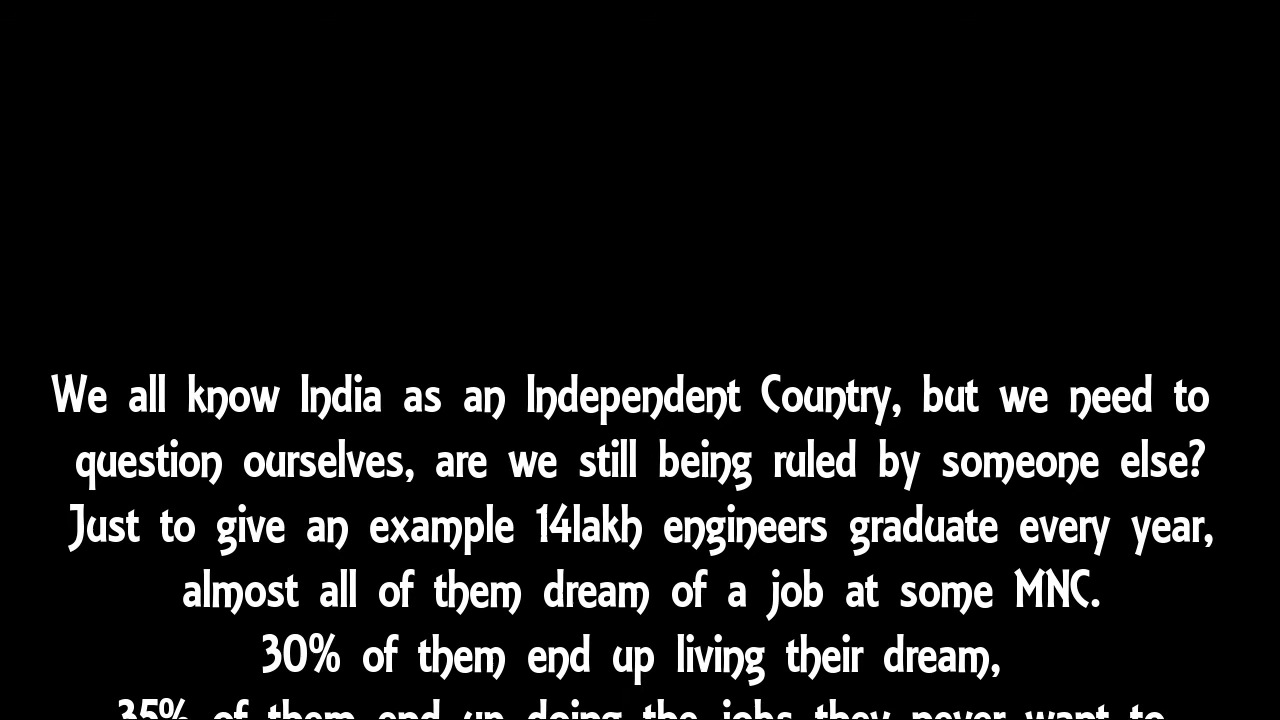 We all know India as an Independent Country, but we need to
question ourselves, are we still being ruled by someone else?
Just to give an example 14lakh engineers graduate every year,
almost all of them dream of a job at some MNC.
30% of them end up living their dream,
35% of them end up doing the jobs they never want to